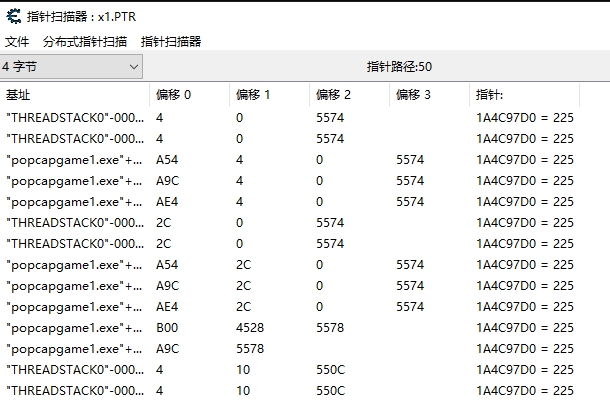 指针扫描器 : x1.PTR
文件 分布式指针扫描 指针扫描器
4 字节 指针路径:50
基址 偏移 0 偏移 1 偏移 2 偏移 3 指针:
"THREADSTACK0"-000... 4 0 5574 1A4C97D0 = 225
"THREADSTACK0"-000... 4 0 5574 1A4C97D0 = 225
"popcapgame1.exe"+... A54 4 0 5574 1A4C97D0 = 225
"popcapgame1.exe"+... A9C 4 0 5574 1A4C97D0 = 225
"popcapgame1.exe"+... AE4 4 0 5574 1A4C97D0 = 225
"THREADSTACK0"-000... 2C 0 5574 1A4C97D0 = 225
"THREADSTACK0"-000... 2C 0 5574 1A4C97D0 = 225
"popcapgame1.exe"+... A54 2C 0 5574 1A4C97D0 = 225
"popcapgame1.exe"+... A9C 2C 0 5574 1A4C97D0 = 225
"popcapgame1.exe"+... AE4 2C 0 5574 1A4C97D0 = 225
"popcapgame1.exe"+... B00 4528 5578 1A4C97D0 = 225
"popcapgame1.exe"+... A9C 5578 1A4C97D0 = 225
"THREADSTACK0"-000... 4 10 550C 1A4C97D0 = 225
"THREADSTACK0"-000... 4 10 550C 1A4C97D0 = 225